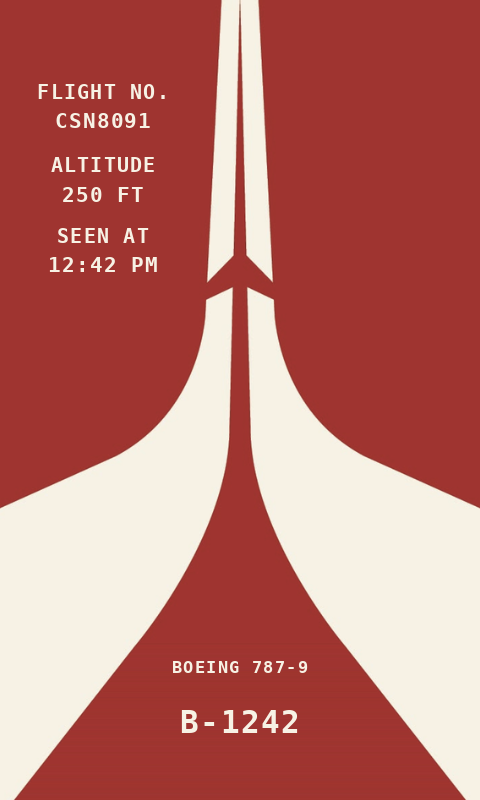 FLIGHT NO.
CSN8091
ALTITUDE
250 FT
SEEN AT
12:42 PM
BOEING 787-9
B-1242